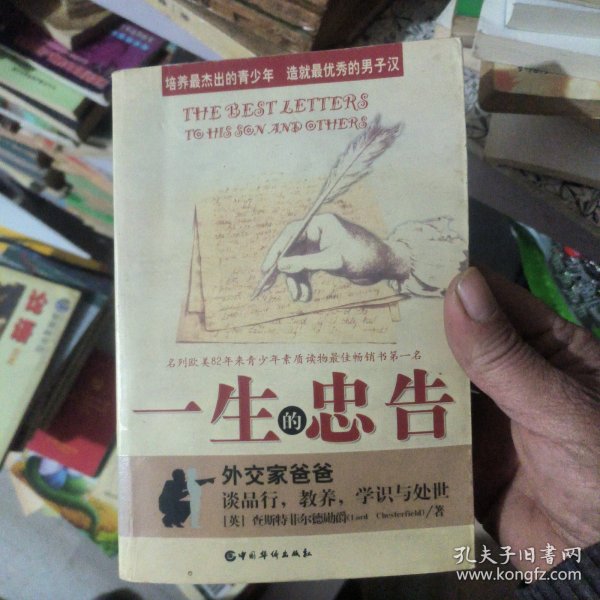 培养最杰出的青少年 造就最优秀的男子汉
THE BEST LETTERS
TO HIS SON AND OTHERS
名列欧美82年来青少年素质读物最佳畅销书第一名
一生的忠告
外交家爸爸
谈品行，教养，学识与处世
[英] 查斯特菲尔德勋爵(Lord Chesterfield)/著
中国华侨出版社
论语
孔夫子旧书网
www.kongfz.com